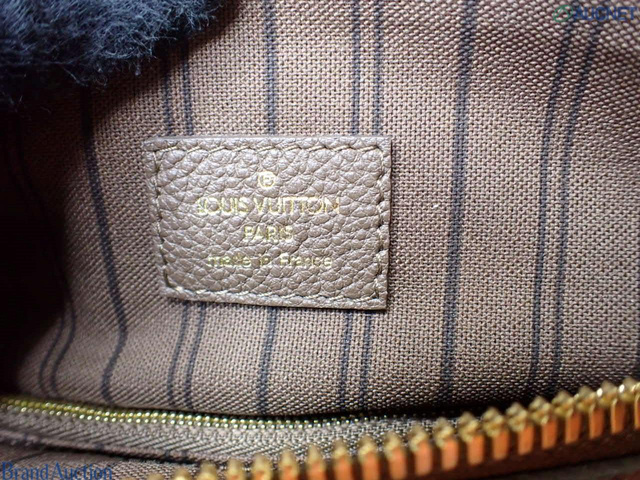 LOUIS VUITTON
PARIS
made in France
Brand Auction